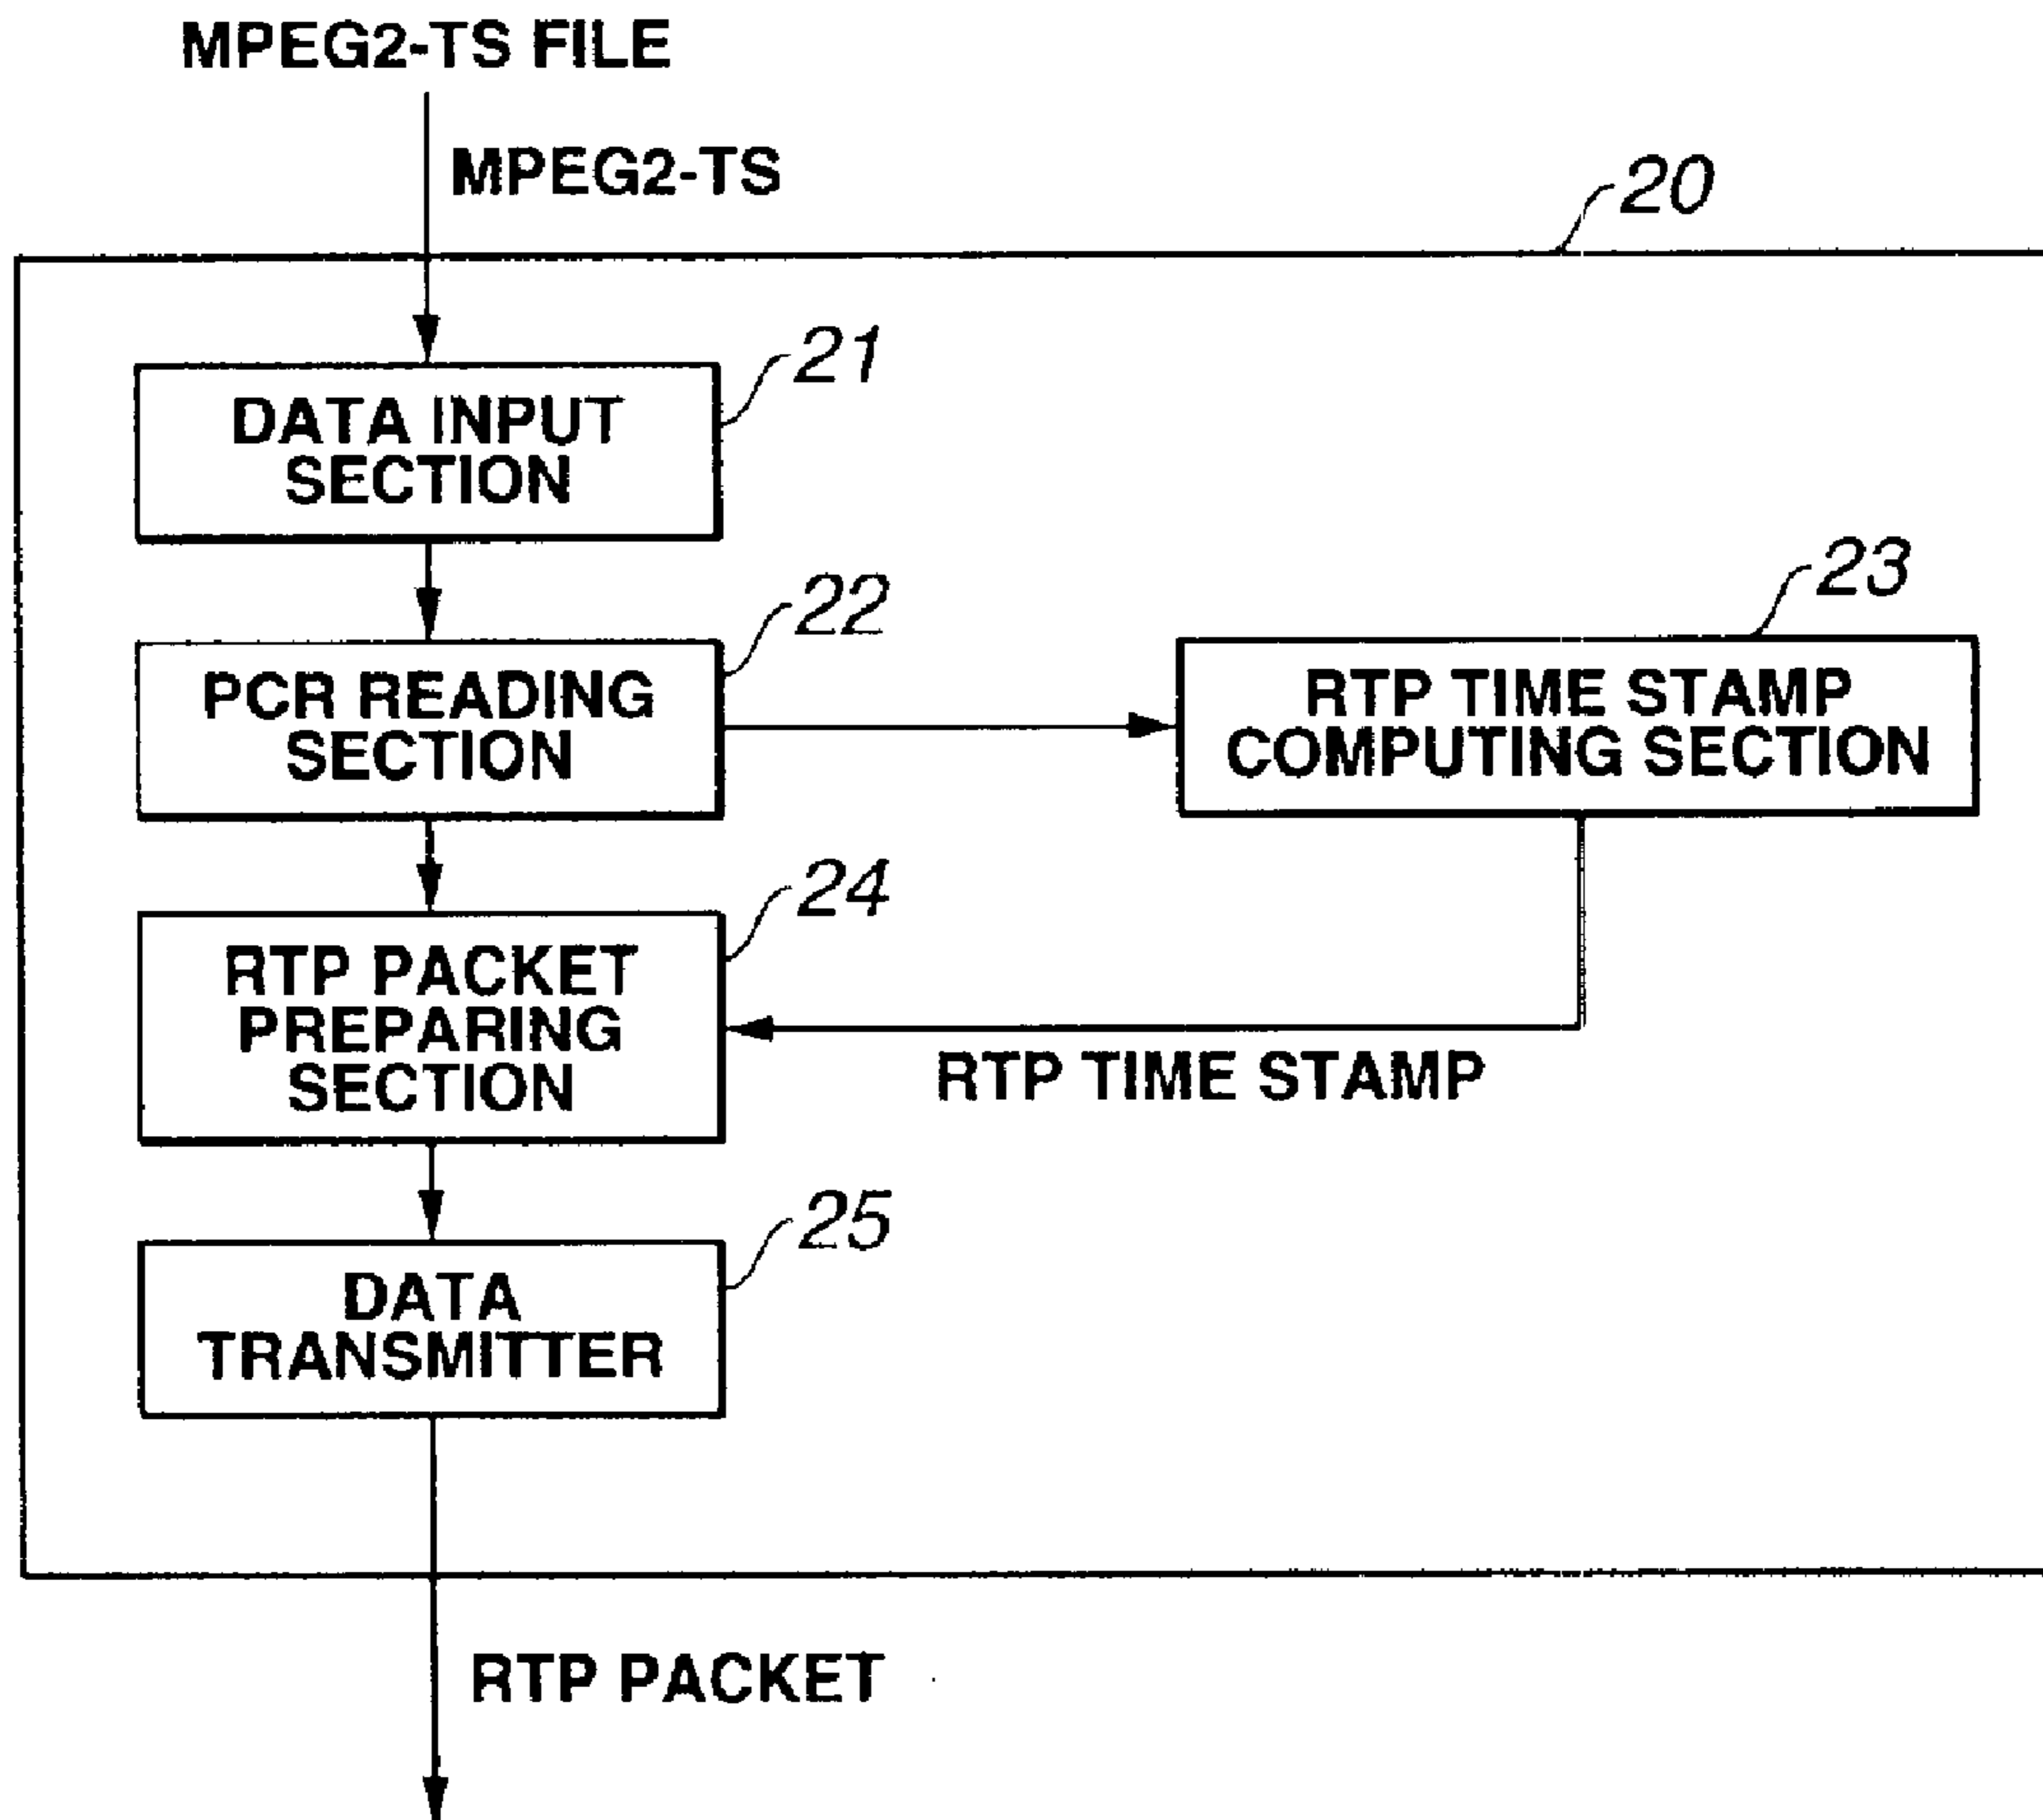 MPEG2-TS FILE
MPEG2-TS
20
21
DATA INPUT
SECTION
22
PCR READING
SECTION
23
RTP TIME STAMP
COMPUTING SECTION
24
RTP PACKET
PREPARING
SECTION
RTP TIME STAMP
25
DATA
TRANSMITTER
RTP PACKET